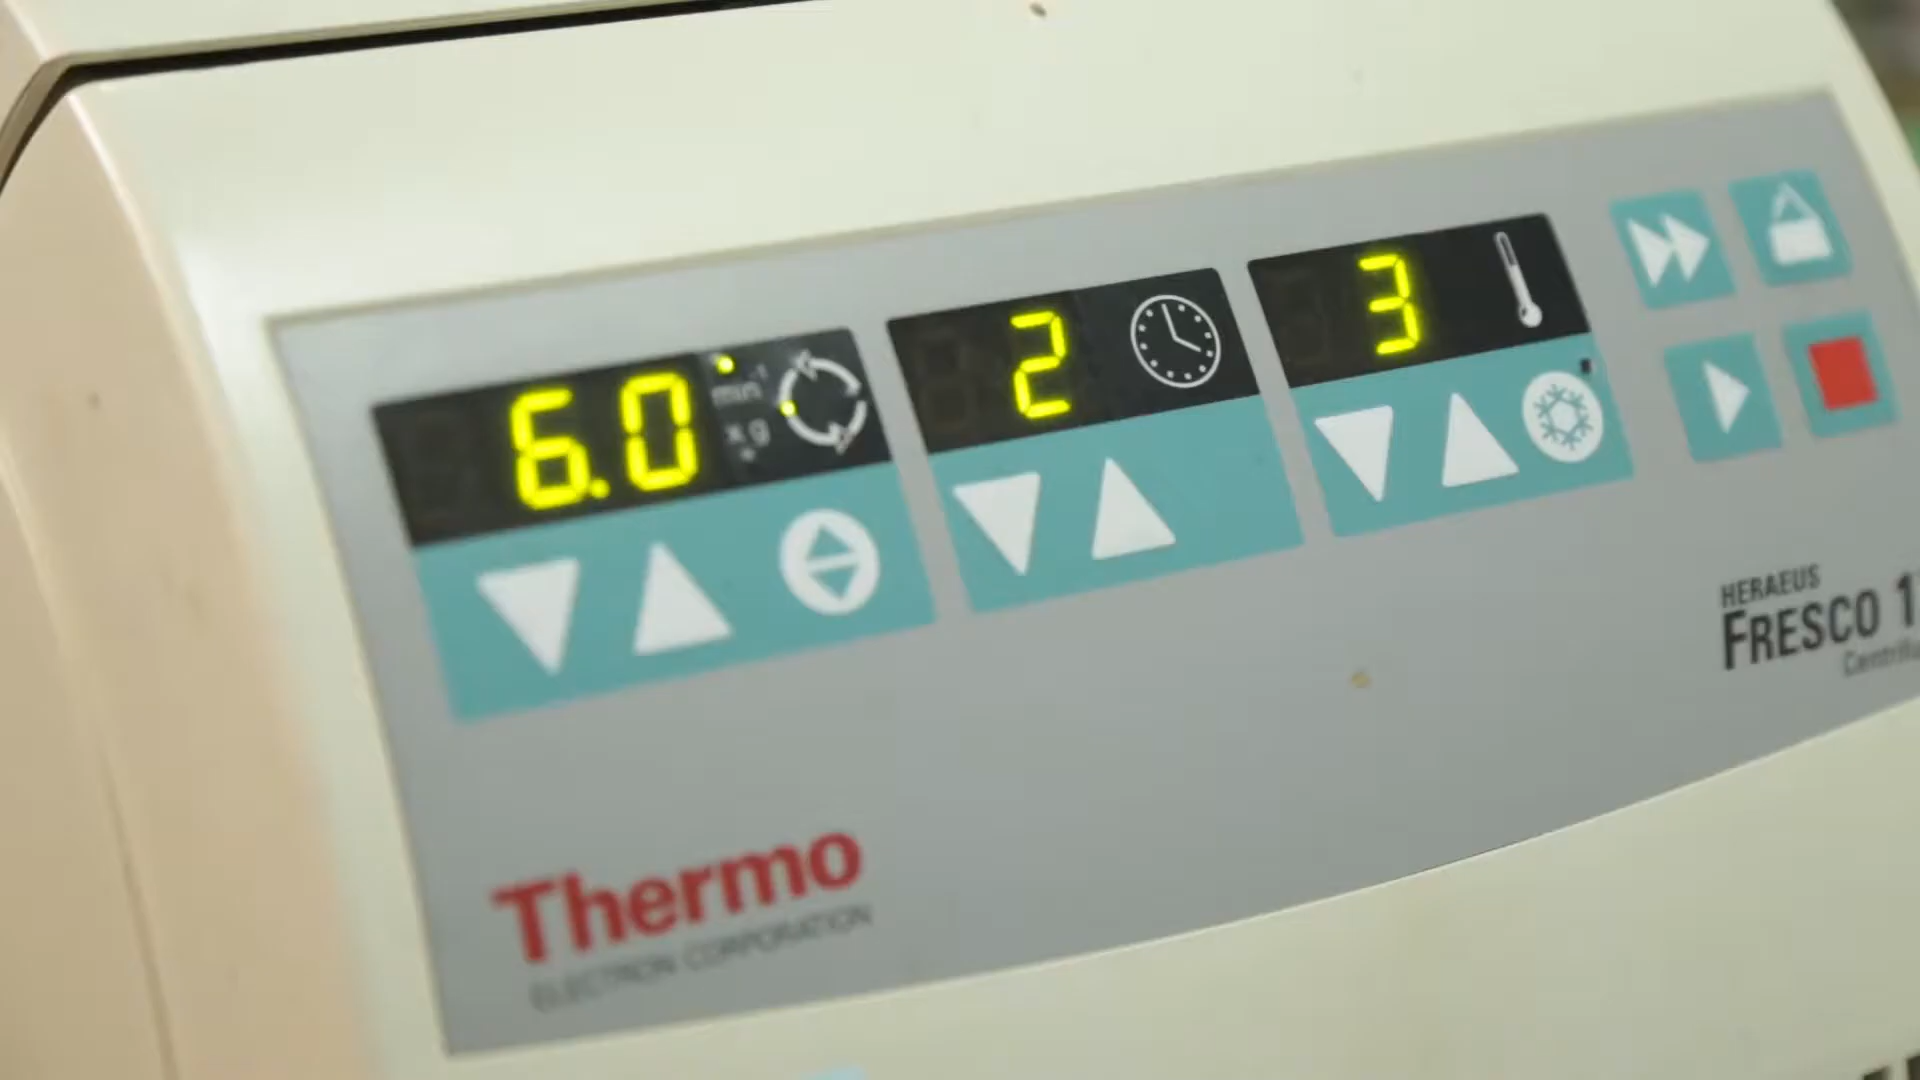 6.0
min⁻¹
x g
2
3
HERAEUS
FRESCO 1
Thermo
ELECTRON CORPORATION